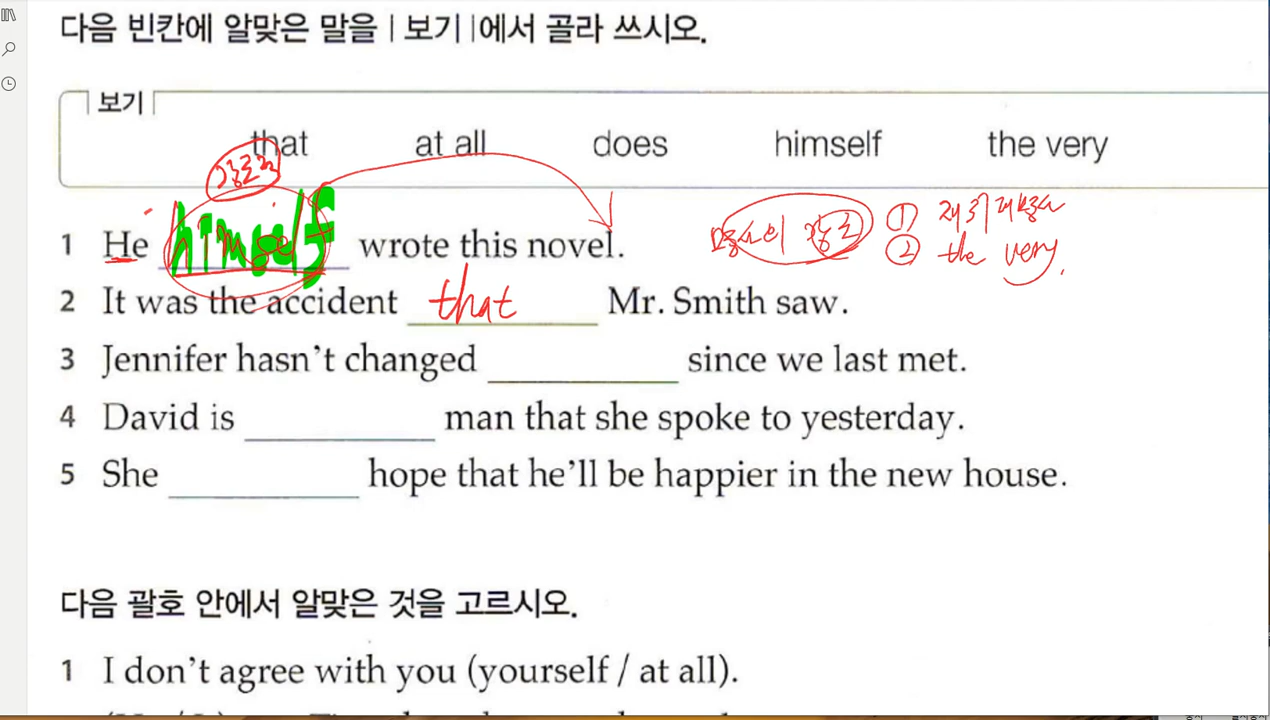 다음 빈칸에 알맞은 말을 |보기|에서 골라 쓰시오.
보기
that at all does himself the very
강조
1 He himself wrote this novel.
명사의 강조 ① 재귀대명사
② the very
2 It was the accident that Mr. Smith saw.
3 Jennifer hasn't changed since we last met.
4 David is man that she spoke to yesterday.
5 She hope that he'll be happier in the new house.
다음 괄호 안에서 알맞은 것을 고르시오.
1 I don't agree with you (yourself / at all).